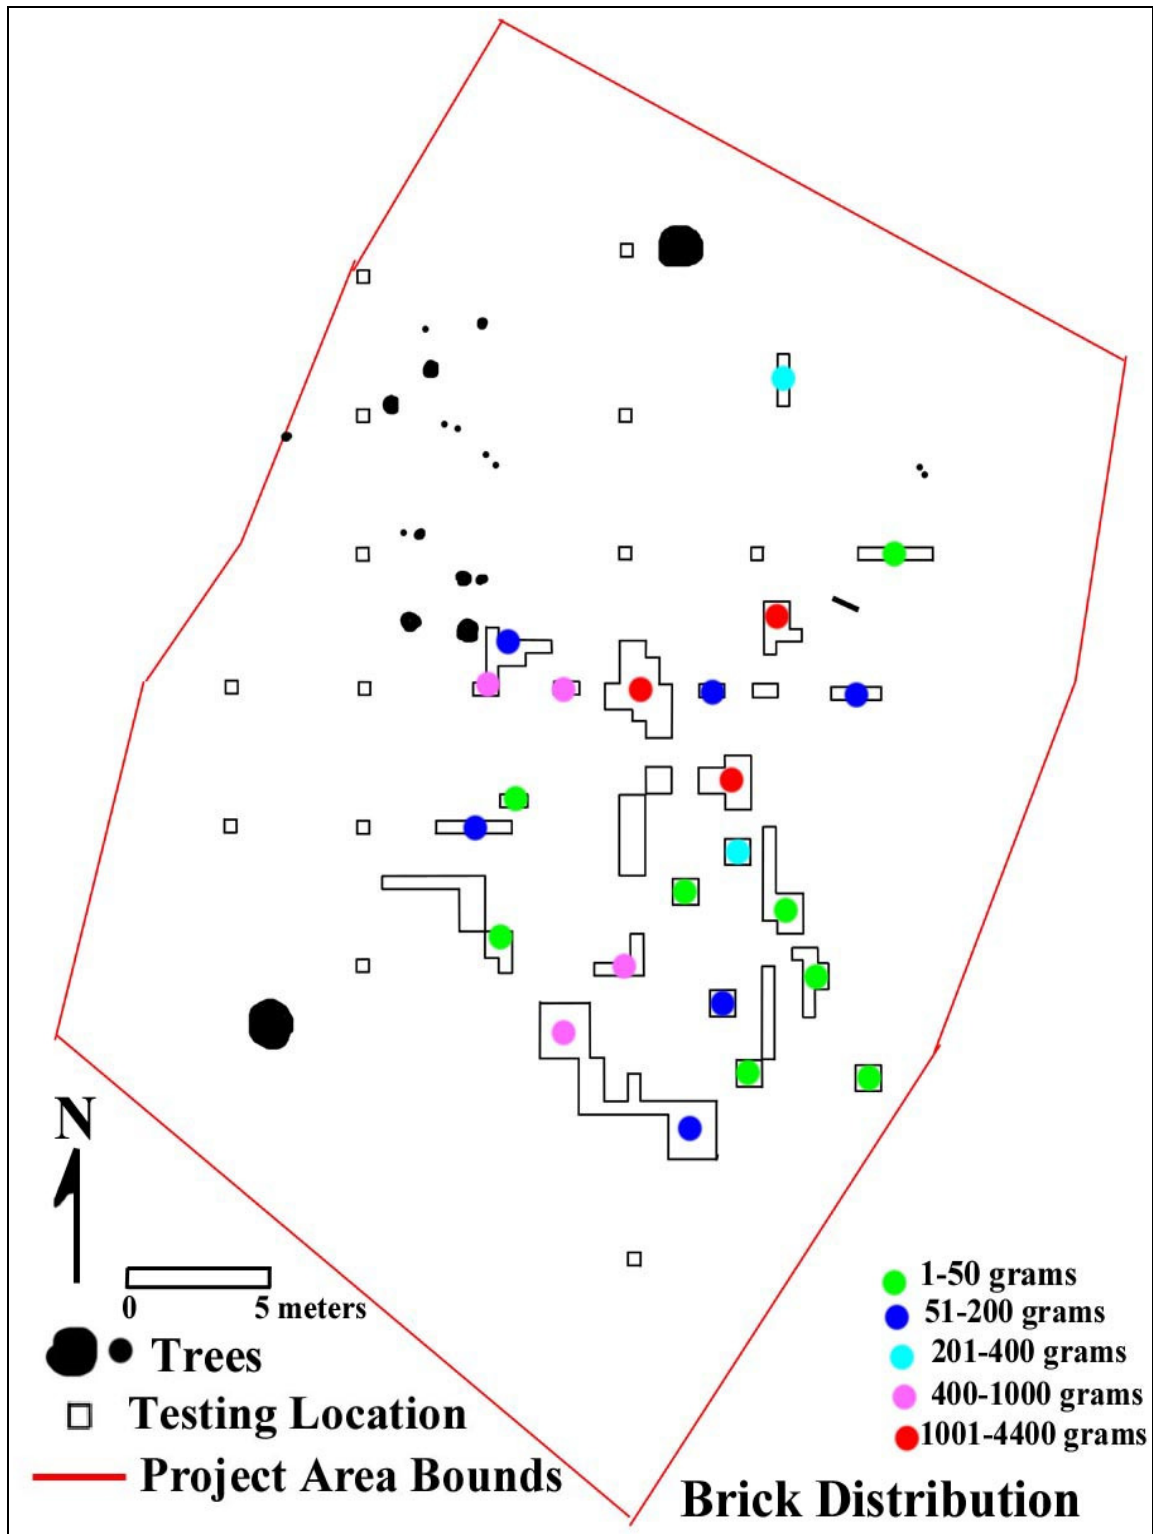 N
0 5 meters
Trees
Testing Location
Project Area Bounds
1-50 grams
51-200 grams
201-400 grams
400-1000 grams
1001-4400 grams
Brick Distribution